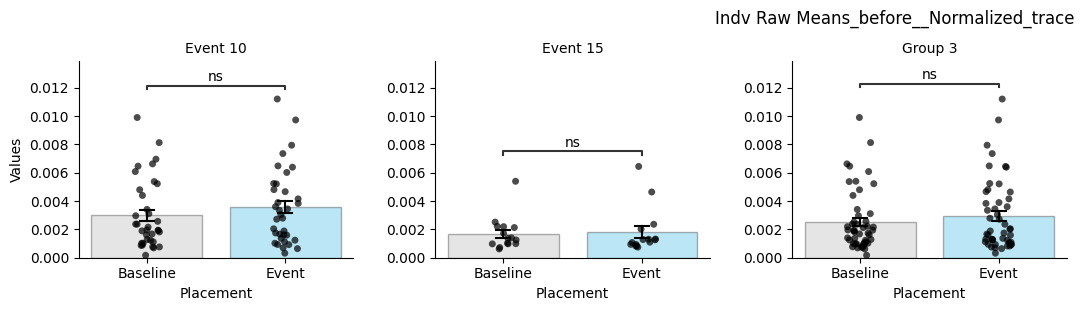 Indv Raw Means_before__Normalized_trace
Event 10
Event 15
Group 3
Values
0.012
0.010
0.008
0.006
0.004
0.002
0.000
ns
Baseline
Event
Placement
0.012
0.010
0.008
0.006
0.004
0.002
0.000
ns
Baseline
Event
Placement
0.012
0.010
0.008
0.006
0.004
0.002
0.000
ns
Baseline
Event
Placement